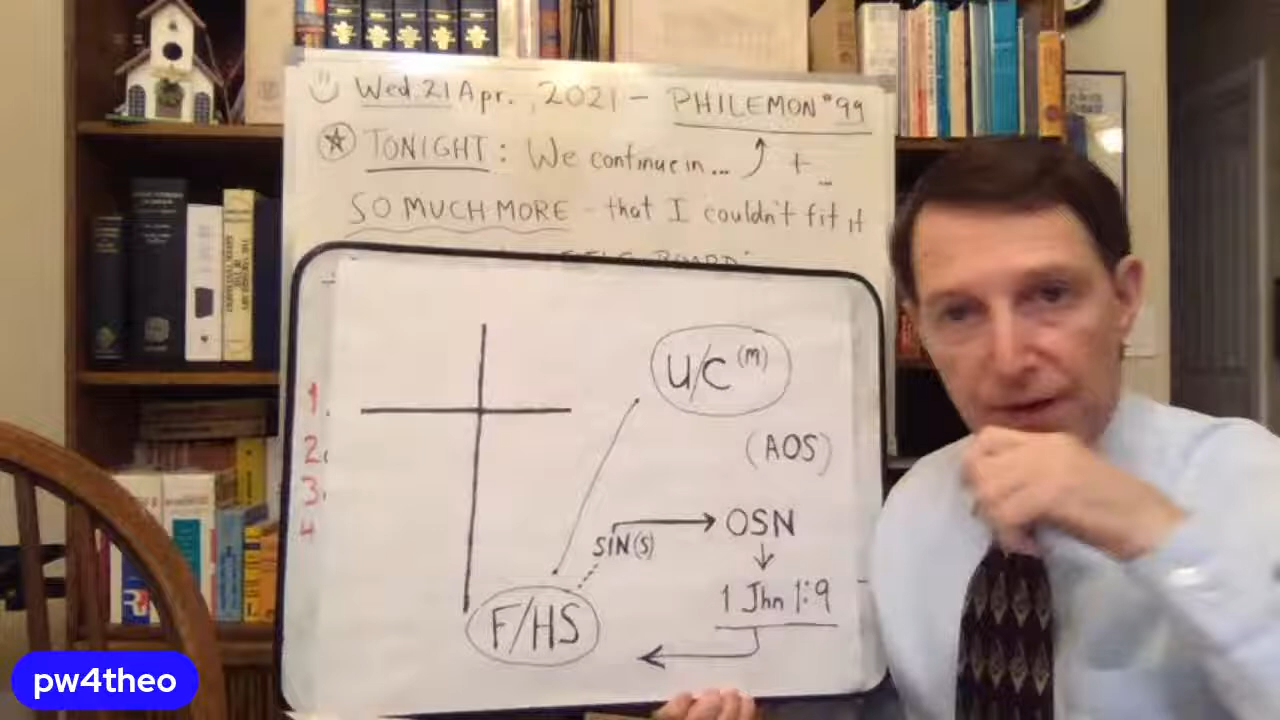 Wed. 21 Apr., 2021 - PHILEMON #99
TONIGHT: We continue in... + ...
SO MUCH MORE - that I couldn't fit it
1.
2.
3.
4
U/C (M)
(AOS)
SIN(S) OSN
1 Jhn 1:9
F/HS
pw4theo